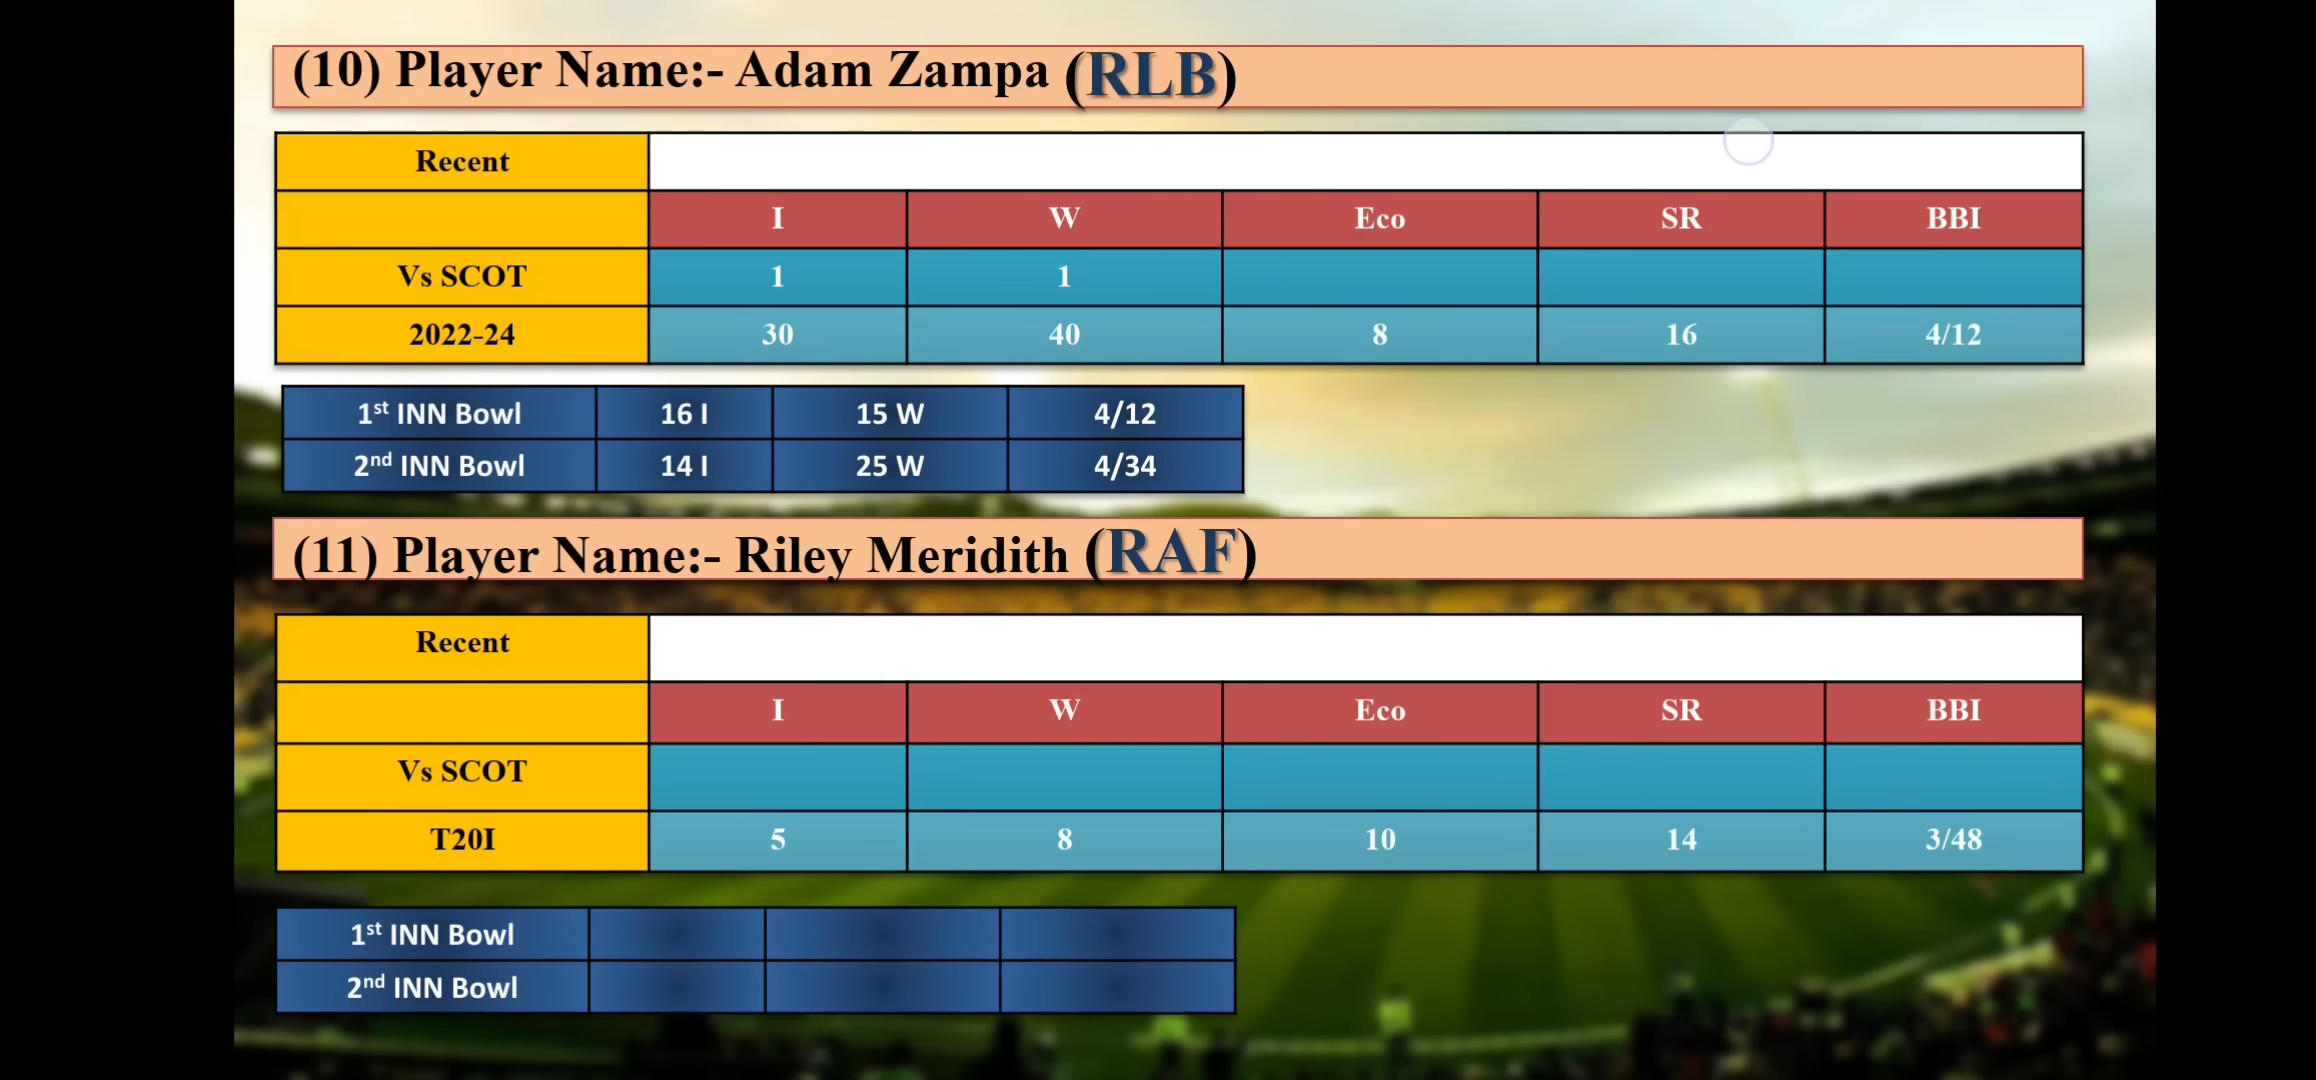 (10) Player Name:- Adam Zampa (RLB)
Recent
I W Eco SR BBI
Vs SCOT 1 1
2022-24 30 40 8 16 4/12
1st INN Bowl 16 I 15 W 4/12
2nd INN Bowl 14 I 25 W 4/34
(11) Player Name:- Riley Meridith (RAF)
Recent
I W Eco SR BBI
Vs SCOT
T20I 5 8 10 14 3/48
1st INN Bowl
2nd INN Bowl